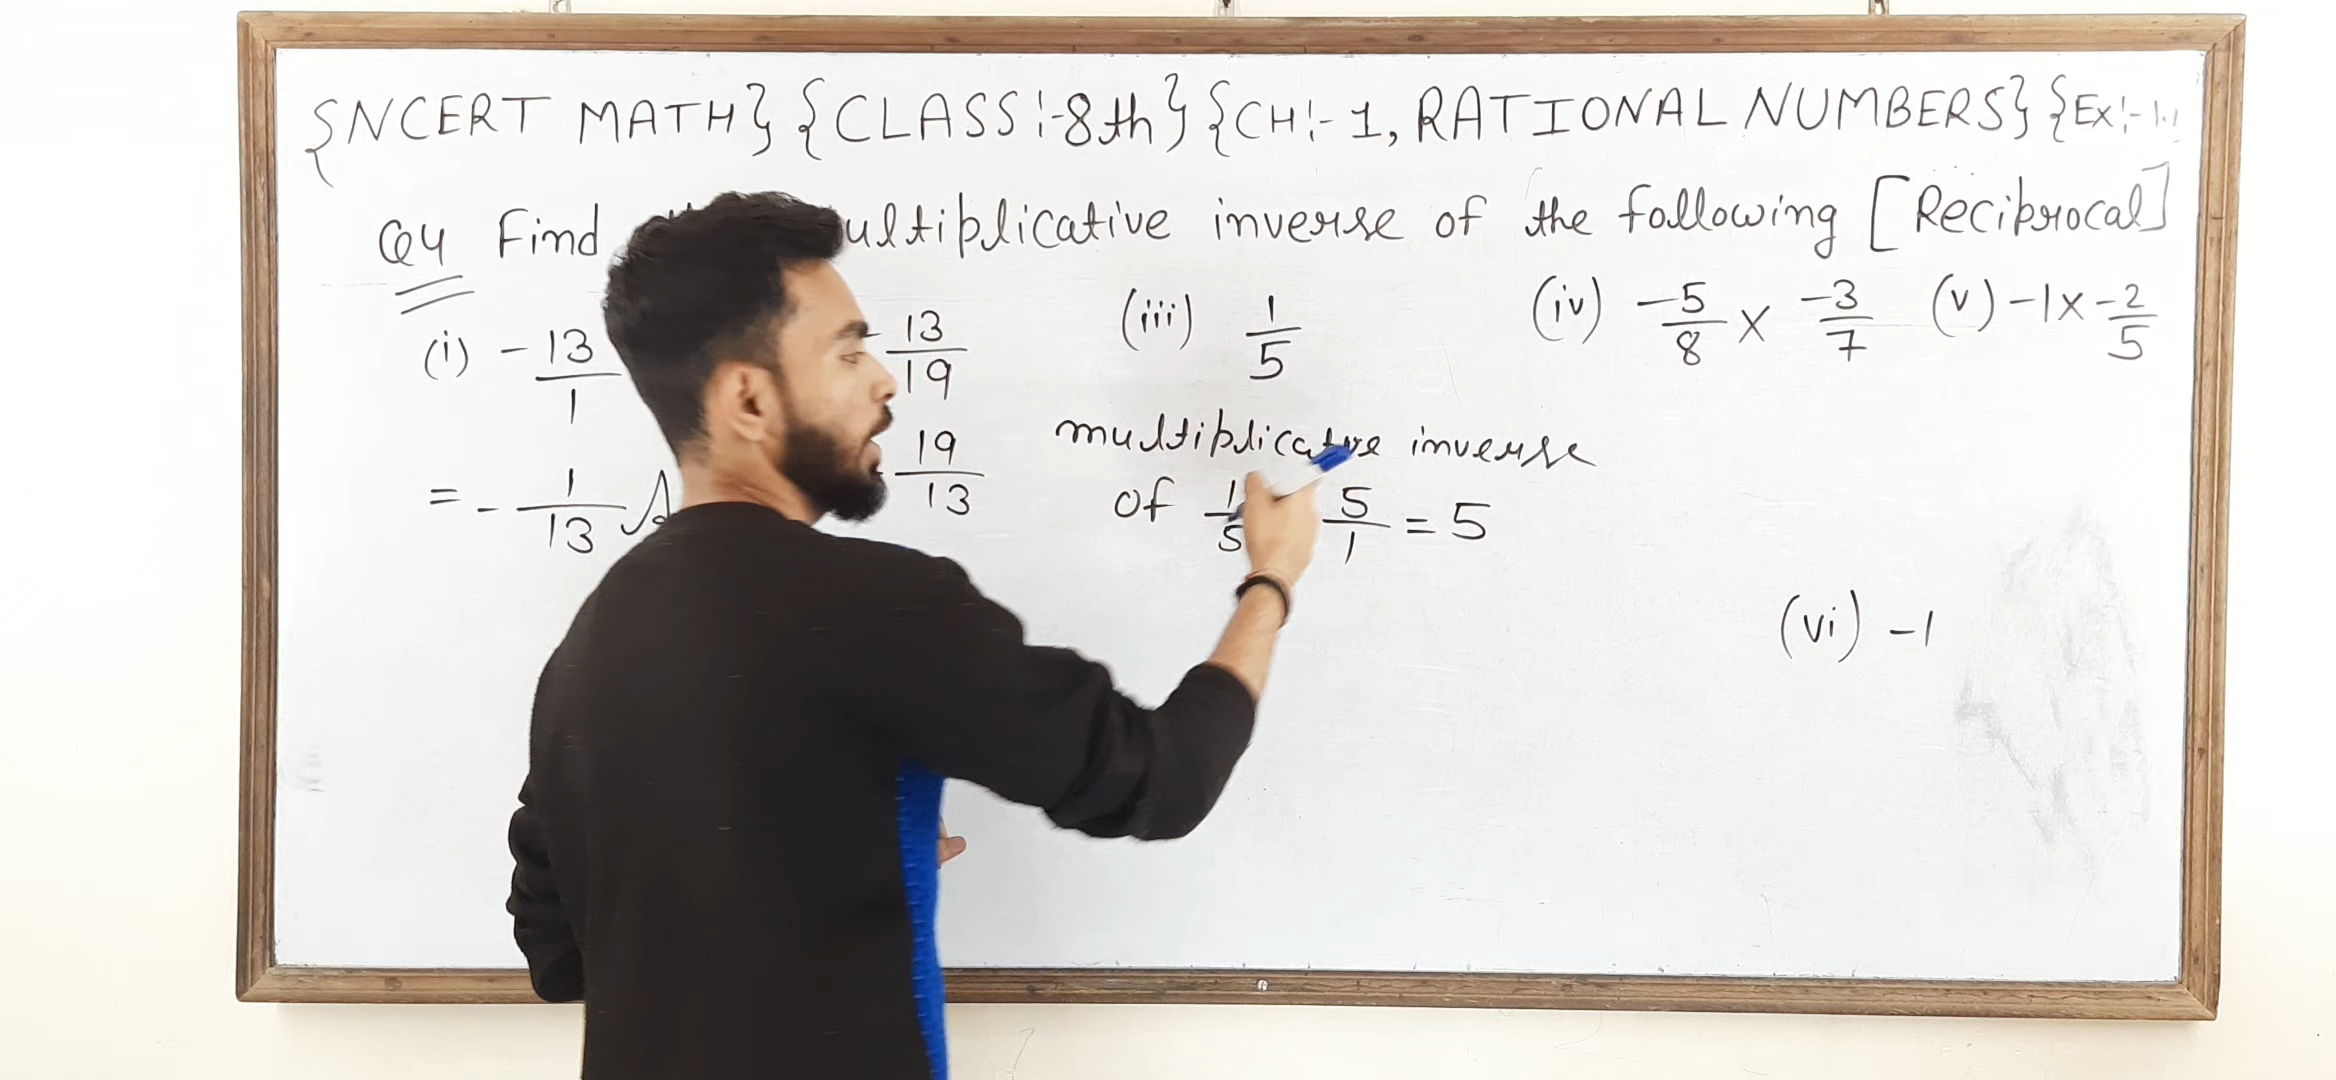 {NCERT MATH} {CLASS:-8th} {CH:-1, RATIONAL NUMBERS} {Ex:-1.1
Q4 Find ultiplicative inverse of the following [Reciprocal]
(i) -13/1 -13/19 (iii) 1/5 (iv) -5/8 × -3/7 (v) -1 × -2/5
= -1/13 A 19/13 multiplicative inverse
of 1/5 5/1 = 5
(vi) -1